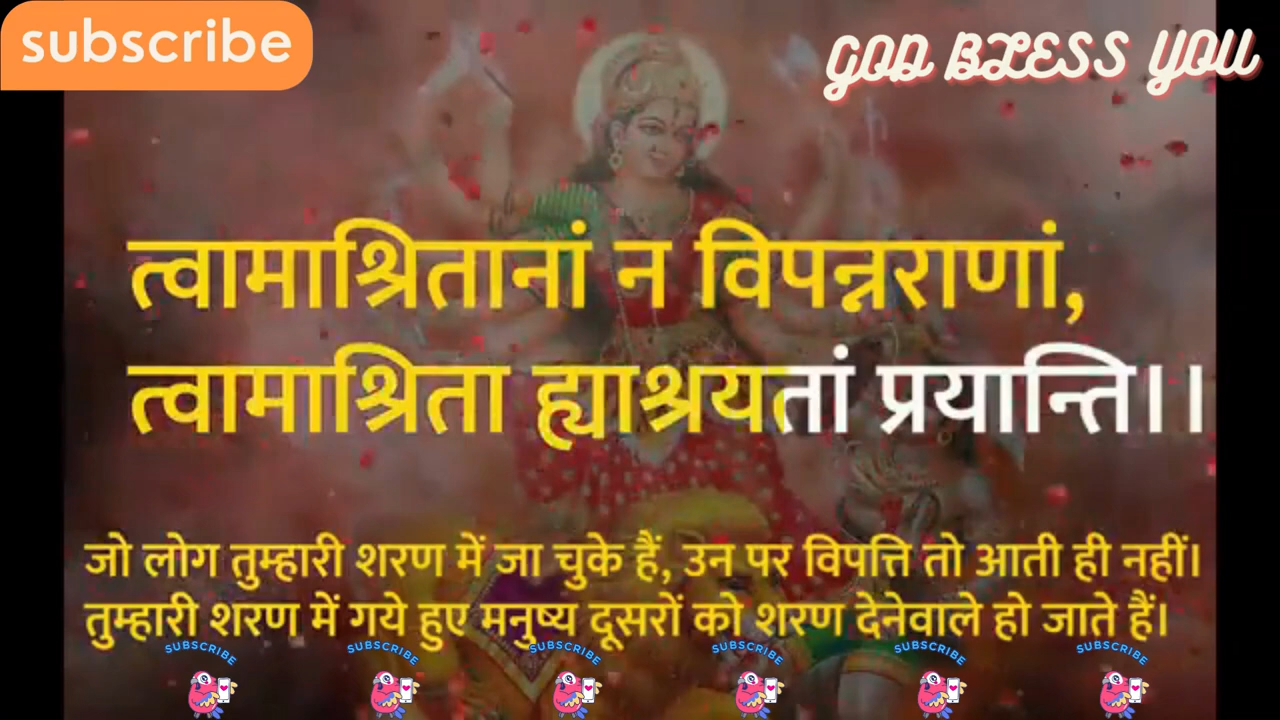 subscribe
GOD BLESS YOU
त्वामाश्रितानां न विपन्नराणां,
त्वामाश्रिता ह्याश्रयतां प्रयान्ति।।
जो लोग तुम्हारी शरण में जा चुके हैं, उन पर विपत्ति तो आती ही नहीं।
तुम्हारी शरण में गये हुए मनुष्य दूसरों को शरण देनेवाले हो जाते हैं।
SUBSCRIBE SUBSCRIBE SUBSCRIBE SUBSCRIBE SUBSCRIBE SUBSCRIBE